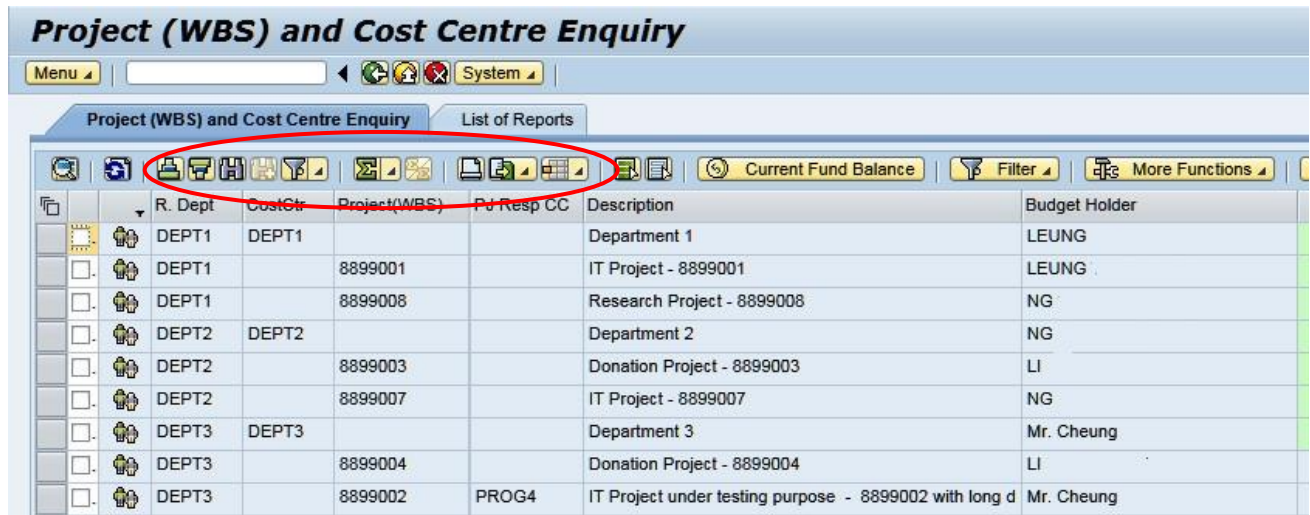 Project (WBS) and Cost Centre Enquiry
Menu System
Project (WBS) and Cost Centre Enquiry List of Reports
Current Fund Balance Filter More Functions
R. Dept CostCtr Project(WBS) PJ Resp CC Description Budget Holder
DEPT1 DEPT1 Department 1 LEUNG
DEPT1 8899001 IT Project - 8899001 LEUNG
DEPT1 8899008 Research Project - 8899008 NG
DEPT2 DEPT2 Department 2 NG
DEPT2 8899003 Donation Project - 8899003 LI
DEPT2 8899007 IT Project - 8899007 NG
DEPT3 DEPT3 Department 3 Mr. Cheung
DEPT3 8899004 Donation Project - 8899004 LI
DEPT3 8899002 PROG4 IT Project under testing purpose - 8899002 with long d Mr. Cheung